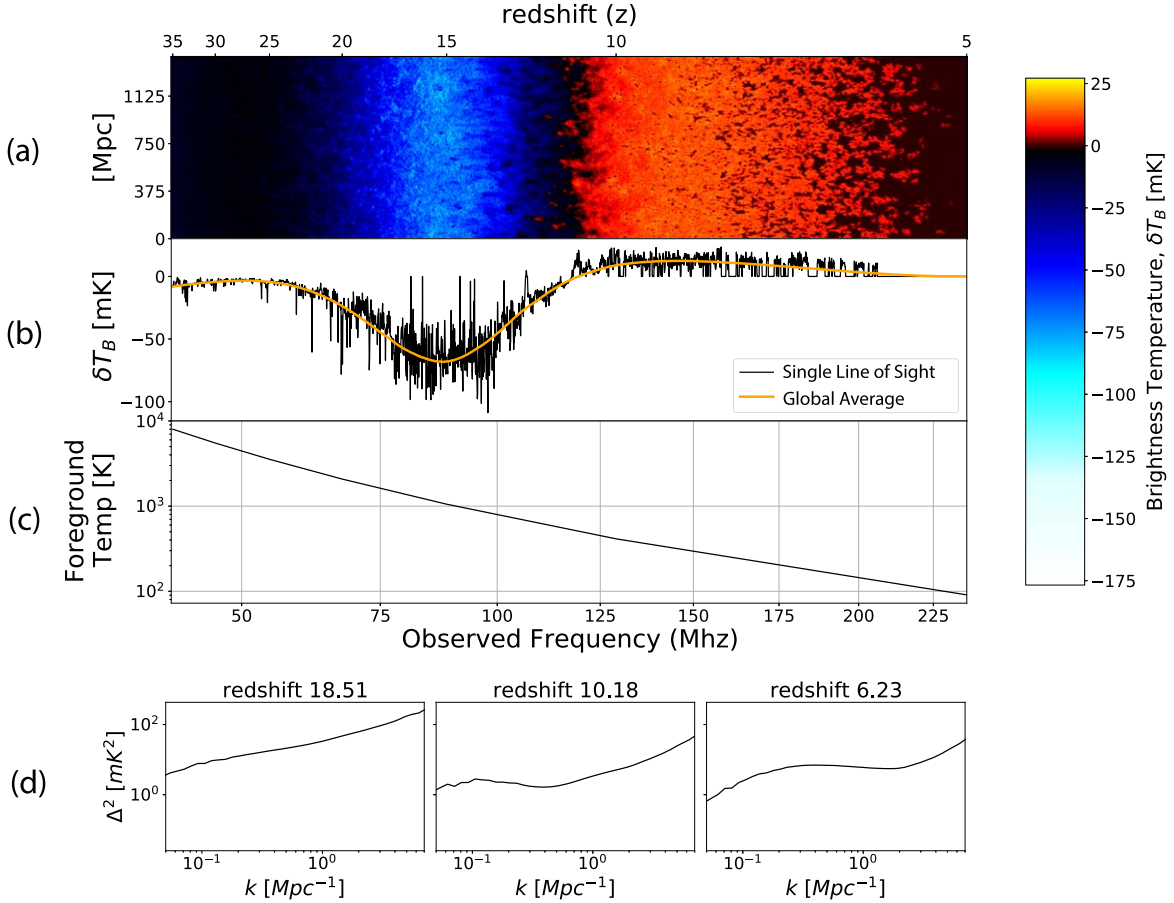 redshift (z)
35 30 25 20 15 10 5
(a)
[Mpc]
1125
750
375
0
(b)
δT_B [mK]
0
−50
−100
Single Line of Sight
Global Average
(c)
Foreground
Temp [K]
10^4
10^3
10^2
50 75 100 125 150 175 200 225
Observed Frequency (Mhz)
25
0
−25
−50
−75
−100
−125
−150
−175
Brightness Temperature, δT_B [mK]
(d)
redshift 18.51 redshift 10.18 redshift 6.23
Δ^2 [mK^2]
10^2
10^0
10^−1 10^0 10^−1 10^0 10^−1 10^0
k [Mpc^−1] k [Mpc^−1] k [Mpc^−1]